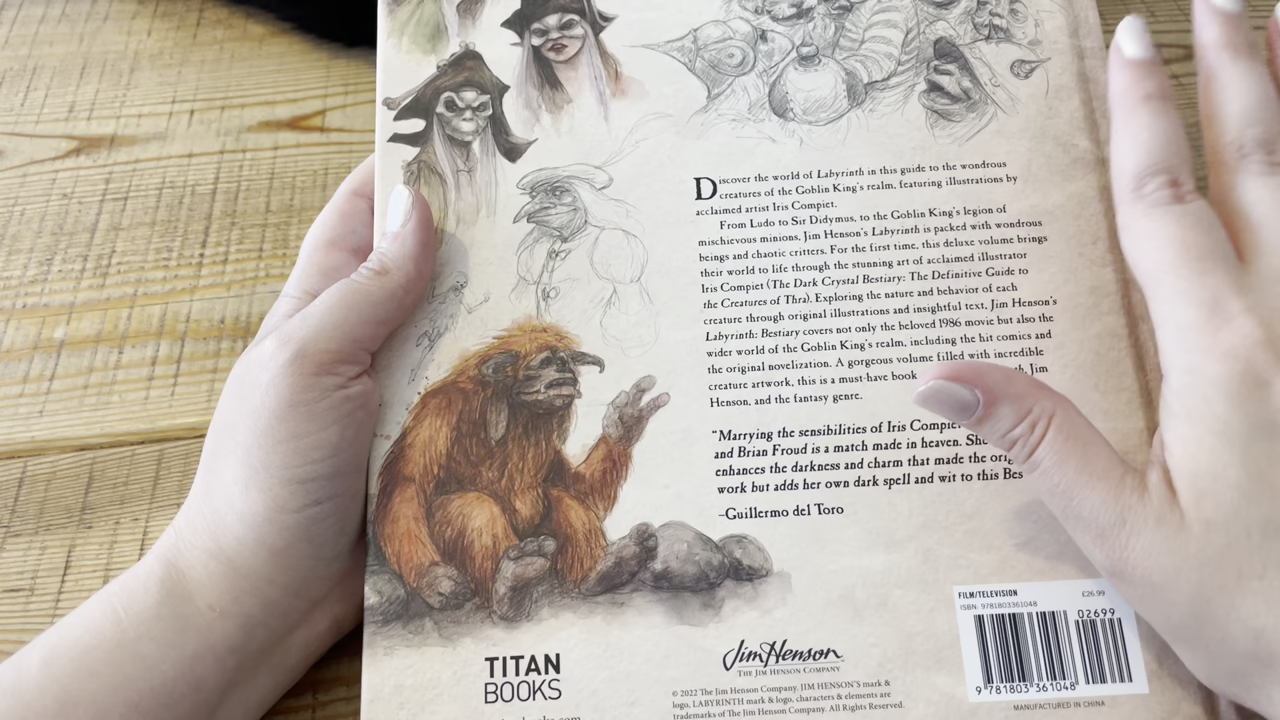 Discover the world of Labyrinth in this guide to the wondrous
creatures of the Goblin King's realm, featuring illustrations by
acclaimed artist Iris Compiet.
From Ludo to Sir Didymus, to the Goblin King's legion of
mischievous minions, Jim Henson's Labyrinth is packed with wondrous
beings and chaotic critters. For the first time, this deluxe volume brings
their world to life through the stunning art of acclaimed illustrator
Iris Compiet (The Dark Crystal Bestiary: The Definitive Guide to
the Creatures of Thra). Exploring the nature and behavior of each
creature through original illustrations and insightful text, Jim Henson's
Labyrinth: Bestiary covers not only the beloved 1986 movie but also the
wider world of the Goblin King's realm, including the hit comics and
the original novelization. A gorgeous volume filled with incredible
creature artwork, this is a must-have book Jim
Henson, and the fantasy genre.
"Marrying the sensibilities of Iris
and Brian Froud is a match made in heaven. She
enhances the darkness and charm that made the
work but adds her own dark spell and wit to this
–Guillermo del Toro
FILM/TELEVISION £26.99
ISBN: 9781803361048
02699
9 781803 361048
MANUFACTURED IN CHINA
TITAN
BOOKS
Jim Henson
THE JIM HENSON COMPANY
© 2022 The Jim Henson Company. JIM HENSON'S mark &
logo, LABYRINTH mark & logo, characters & elements are
trademarks of The Jim Henson Company. All Rights Reserved.